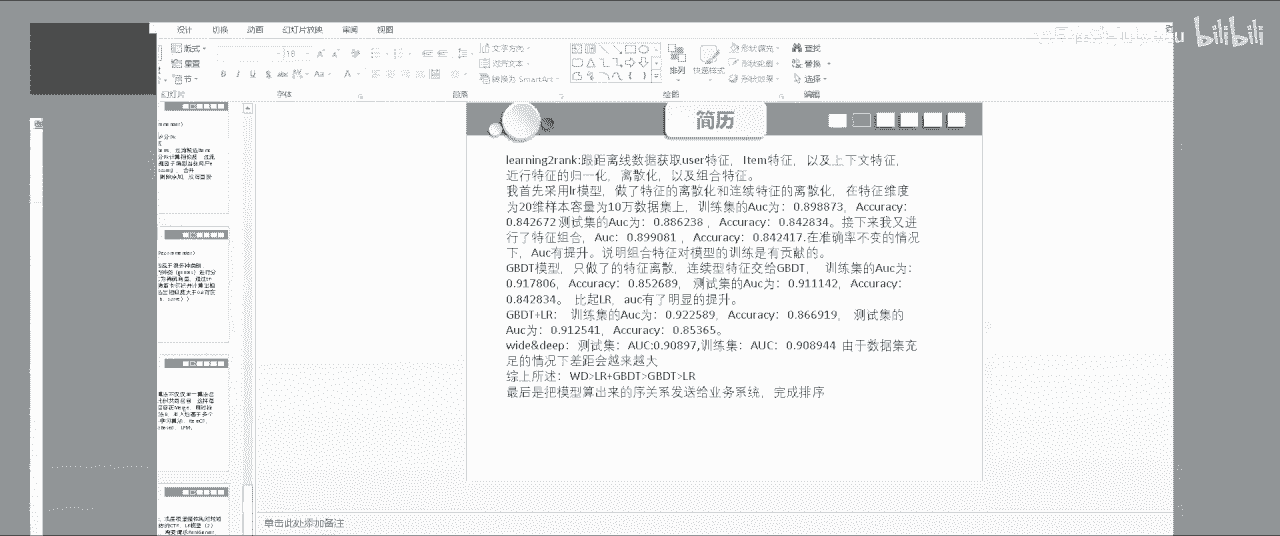 bilibili
设计 切换 动画 幻灯片放映 审阅 视图
版式 18 文字方向 形状填充 查找
重置 对齐文本 排列 快速样式 形状轮廓 替换
节 转换为 SmartArt 形状效果 选择
幻灯片 字体 段落 绘图 编辑
简历
learning2rank:跟距离线数据获取user特征，Item特征，以及上下文特征，
近行特征的归一化，离散化，以及组合特征。
我首先采用lr模型，做了特征的离散化和连续特征的离散化，在特征维度
为20维样本容量为10万数据集上，训练集的Auc为：0.898873，Accuracy：
0.842672 测试集的Auc为：0.886238 ，Accuracy：0.842834。接下来我又进
行了特征组合，Auc：0.899081 ，Accuracy：0.842417.在准确率不变的情况
下，Auc有提升。说明组合特征对模型的训练是有贡献的。
GBDT模型，只做了的特征离散，连续型特征交给GBDT， 训练集的Auc为：
0.917806，Accuracy：0.852689，测试集的Auc为：0.911142，Accuracy：
0.842834。 比起LR，auc有了明显的提升。
GBDT+LR： 训练集的Auc为：0.922589，Accuracy：0.866919， 测试集的
Auc为：0.912541，Accuracy：0.85365。
wide&deep：测试集：AUC:0.90897,训练集：AUC：0.908944 由于数据集充
足的情况下差距会越来越大
综上所述：WD>LR+GBDT>GBDT>LR
最后是把模型算出来的序关系发送给业务系统，完成排序
单击此处添加备注